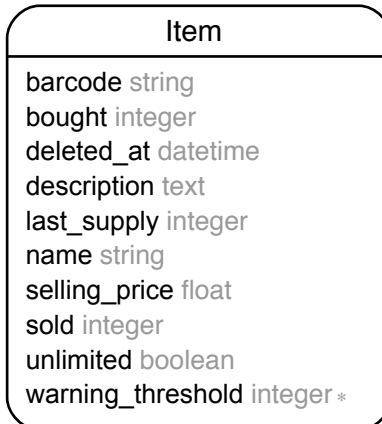 Item
barcode string
bought integer
deleted_at datetime
description text
last_supply integer
name string
selling_price float
sold integer
unlimited boolean
warning_threshold integer *